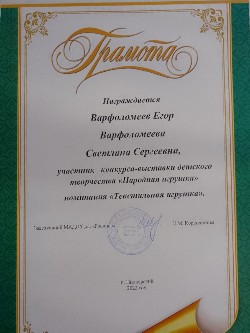 Грамота
Награждается
Варфоломеев Егор
Варфоломеева
Светлана Сергеевна,
участник конкурса-выставки детского
творчества «Народная игрушка»
номинация «Текстильная игрушка».